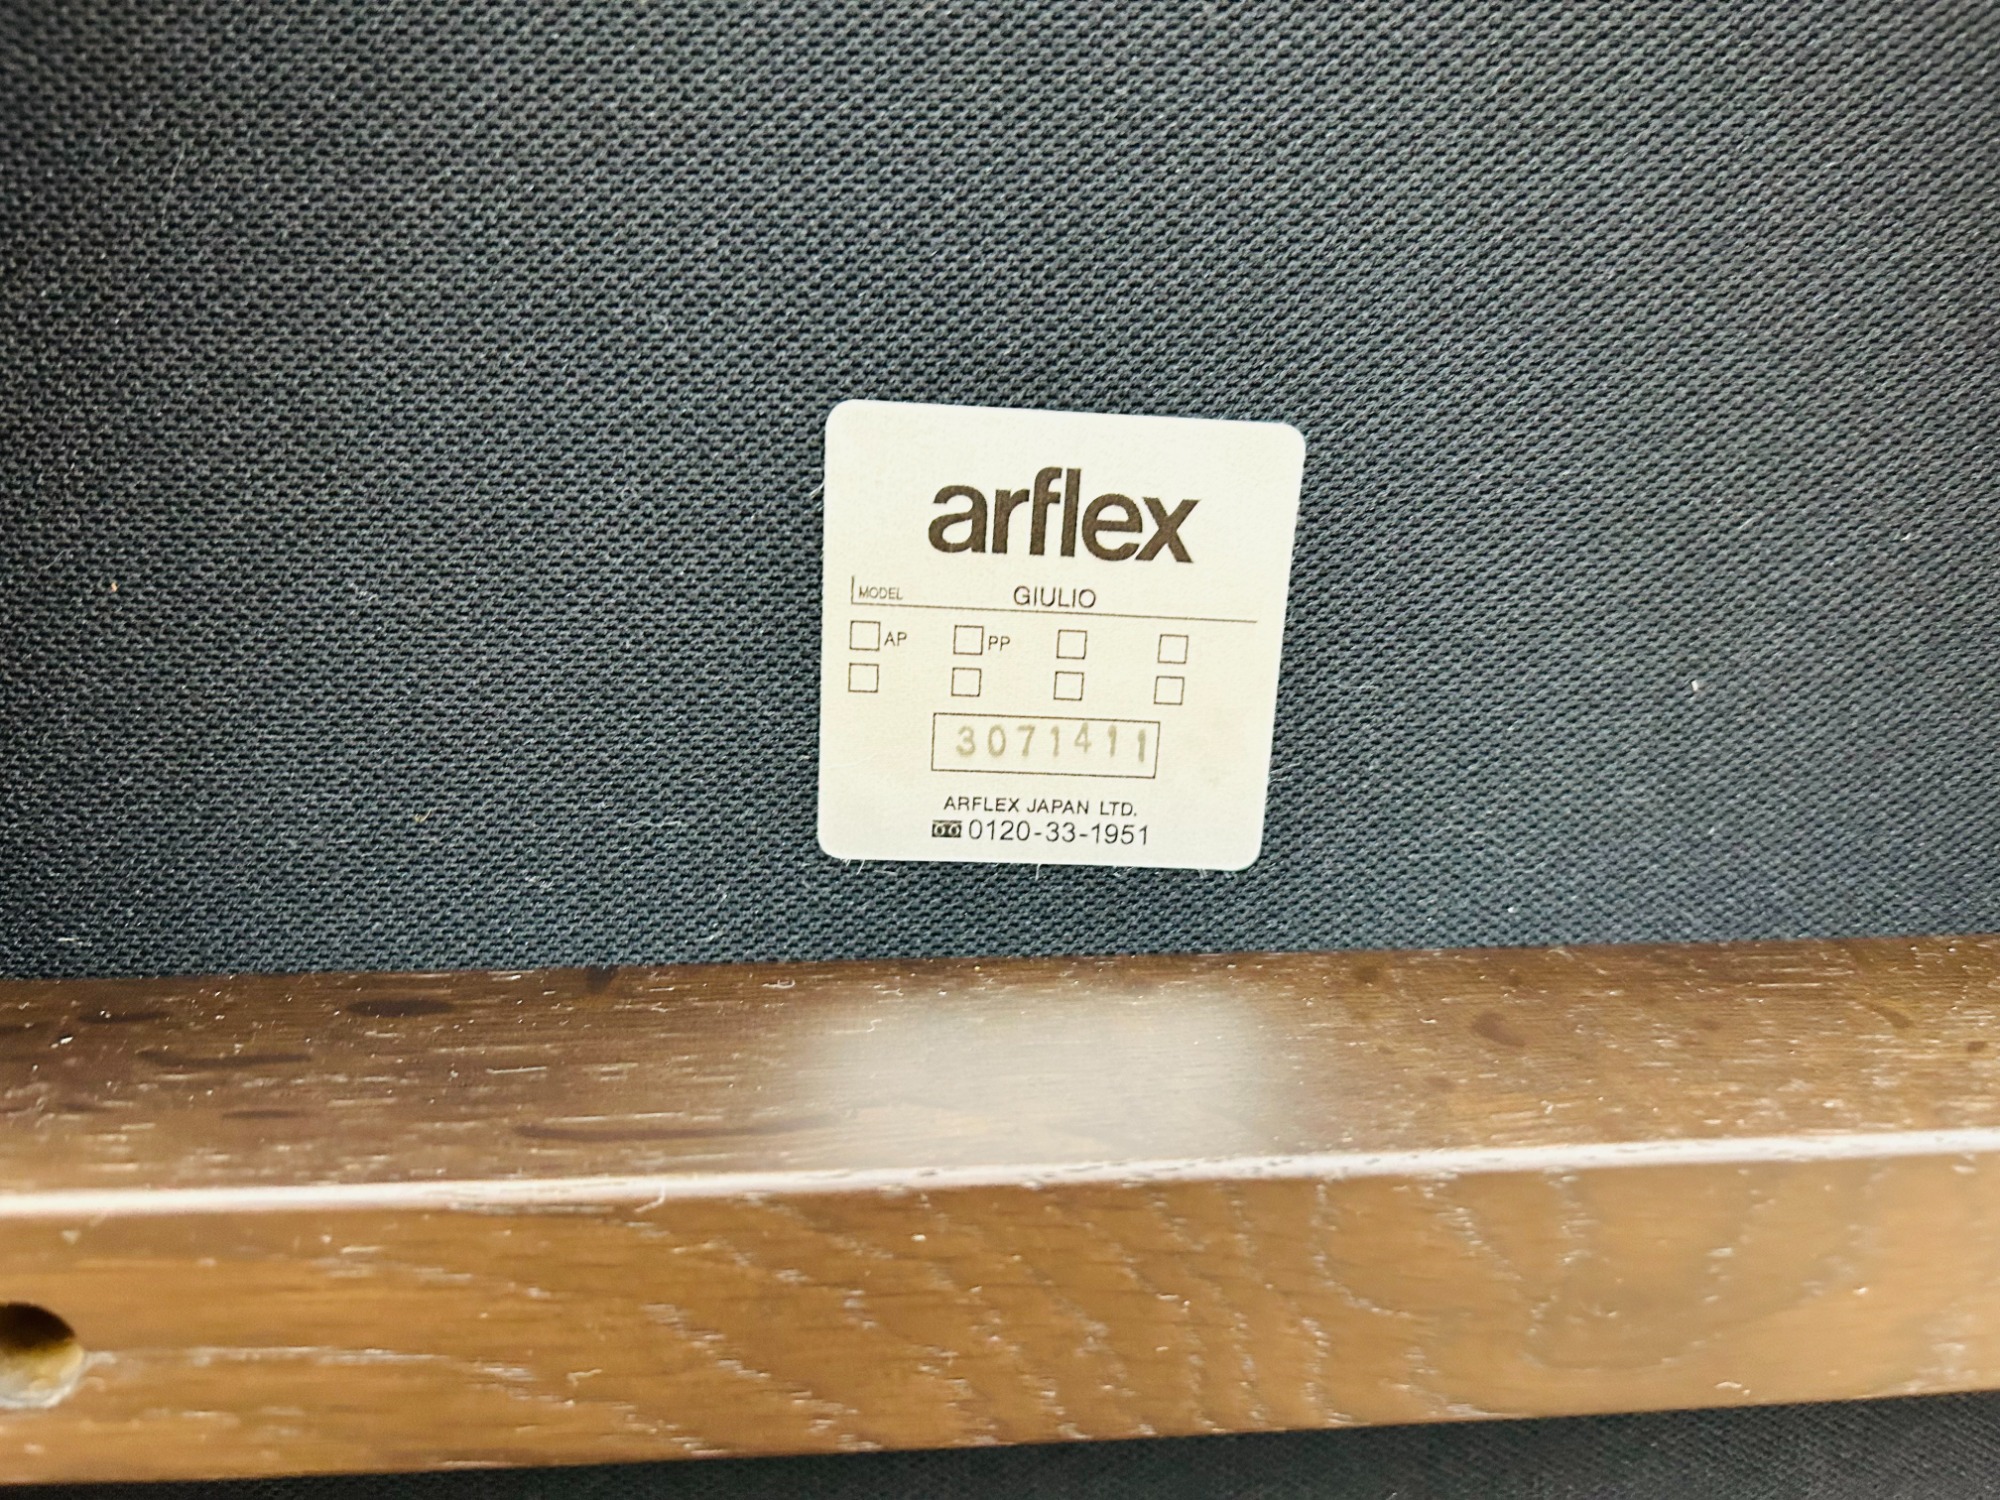 arflex
MODEL GIULIO
AP PP
3071411
ARFLEX JAPAN LTD.
0120-33-1951